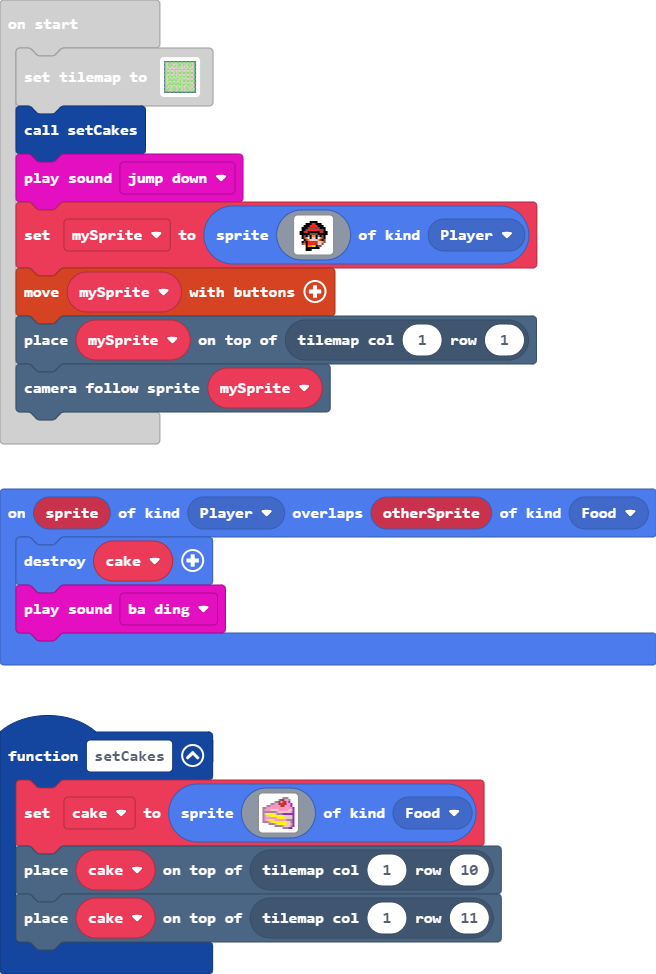 on start
set tilemap to
call setCakes
play sound jump down
set mySprite to sprite of kind Player
move mySprite with buttons
place mySprite on top of tilemap col 1 row 1
camera follow sprite mySprite
on sprite of kind Player overlaps otherSprite of kind Food
destroy cake
play sound ba ding
function setCakes
set cake to sprite of kind Food
place cake on top of tilemap col 1 row 10
place cake on top of tilemap col 1 row 11